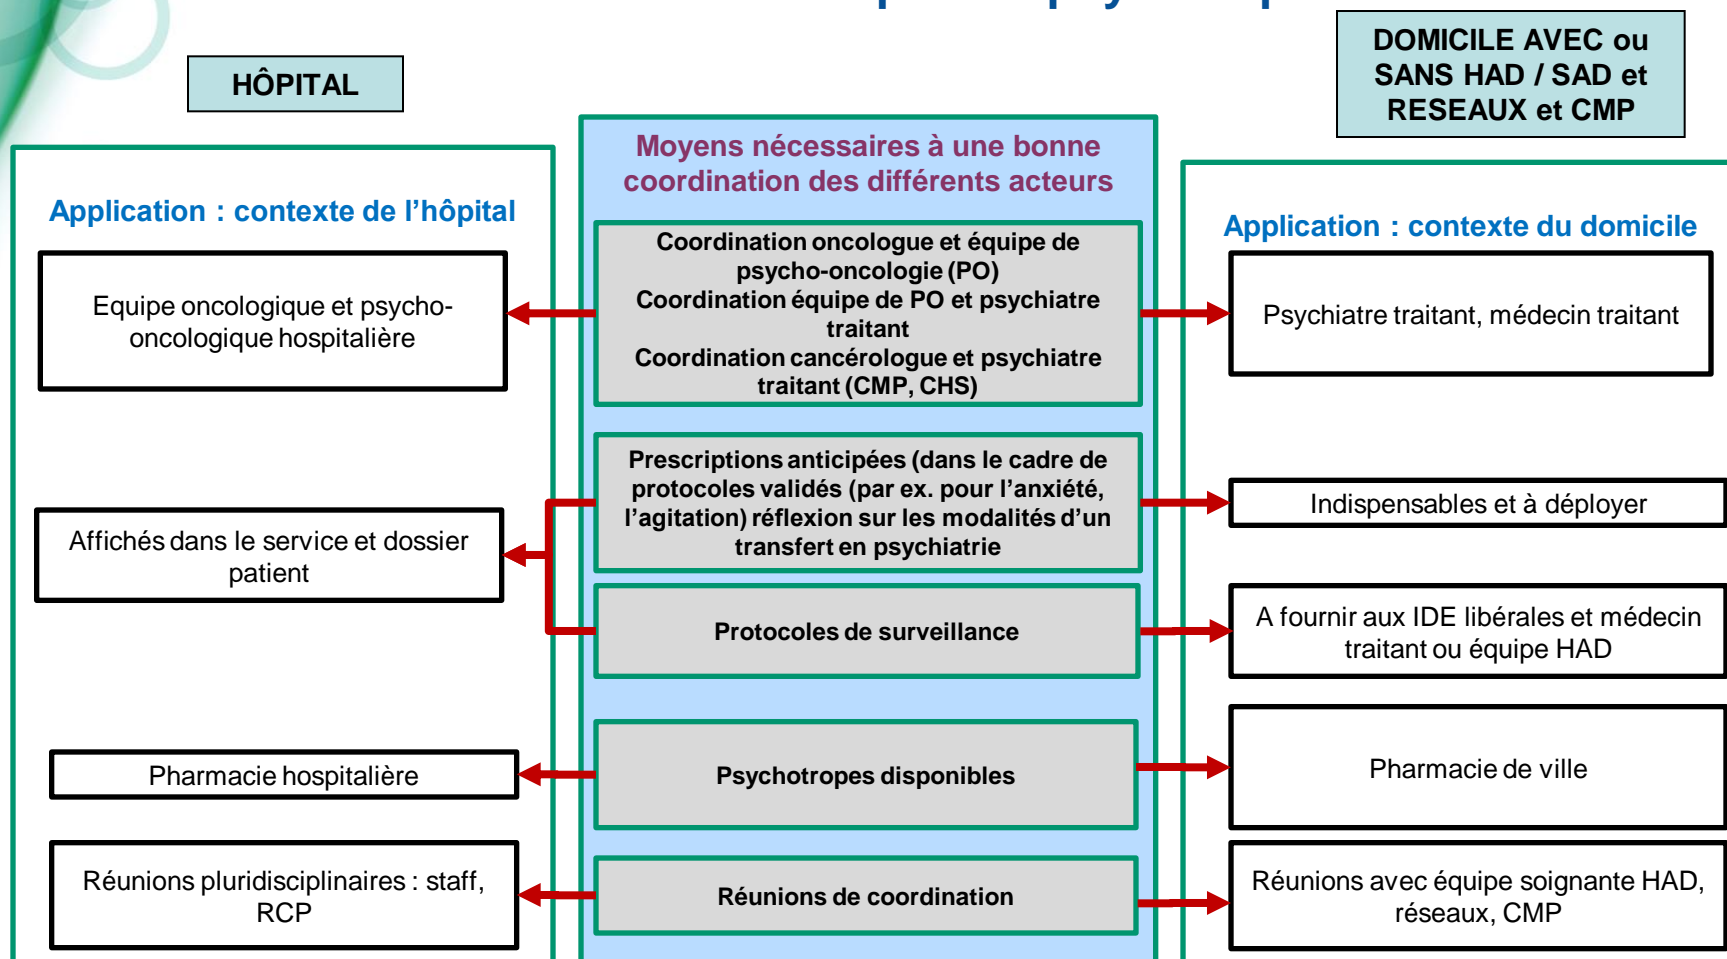 HÔPITAL
DOMICILE AVEC ou
SANS HAD / SAD et
RESEAUX et CMP
Application : contexte de l’hôpital
Equipe oncologique et psycho-
oncologique hospitalière
Affichés dans le service et dossier
patient
Pharmacie hospitalière
Réunions pluridisciplinaires : staff,
RCP
Moyens nécessaires à une bonne
coordination des différents acteurs
Coordination oncologue et équipe de
psycho-oncologie (PO)
Coordination équipe de PO et psychiatre
traitant
Coordination cancérologue et psychiatre
traitant (CMP, CHS)
Prescriptions anticipées (dans le cadre de
protocoles validés (par ex. pour l’anxiété,
l’agitation) réflexion sur les modalités d’un
transfert en psychiatrie
Protocoles de surveillance
Psychotropes disponibles
Réunions de coordination
Application : contexte du domicile
Psychiatre traitant, médecin traitant
Indispensables et à déployer
A fournir aux IDE libérales et médecin
traitant ou équipe HAD
Pharmacie de ville
Réunions avec équipe soignante HAD,
réseaux, CMP